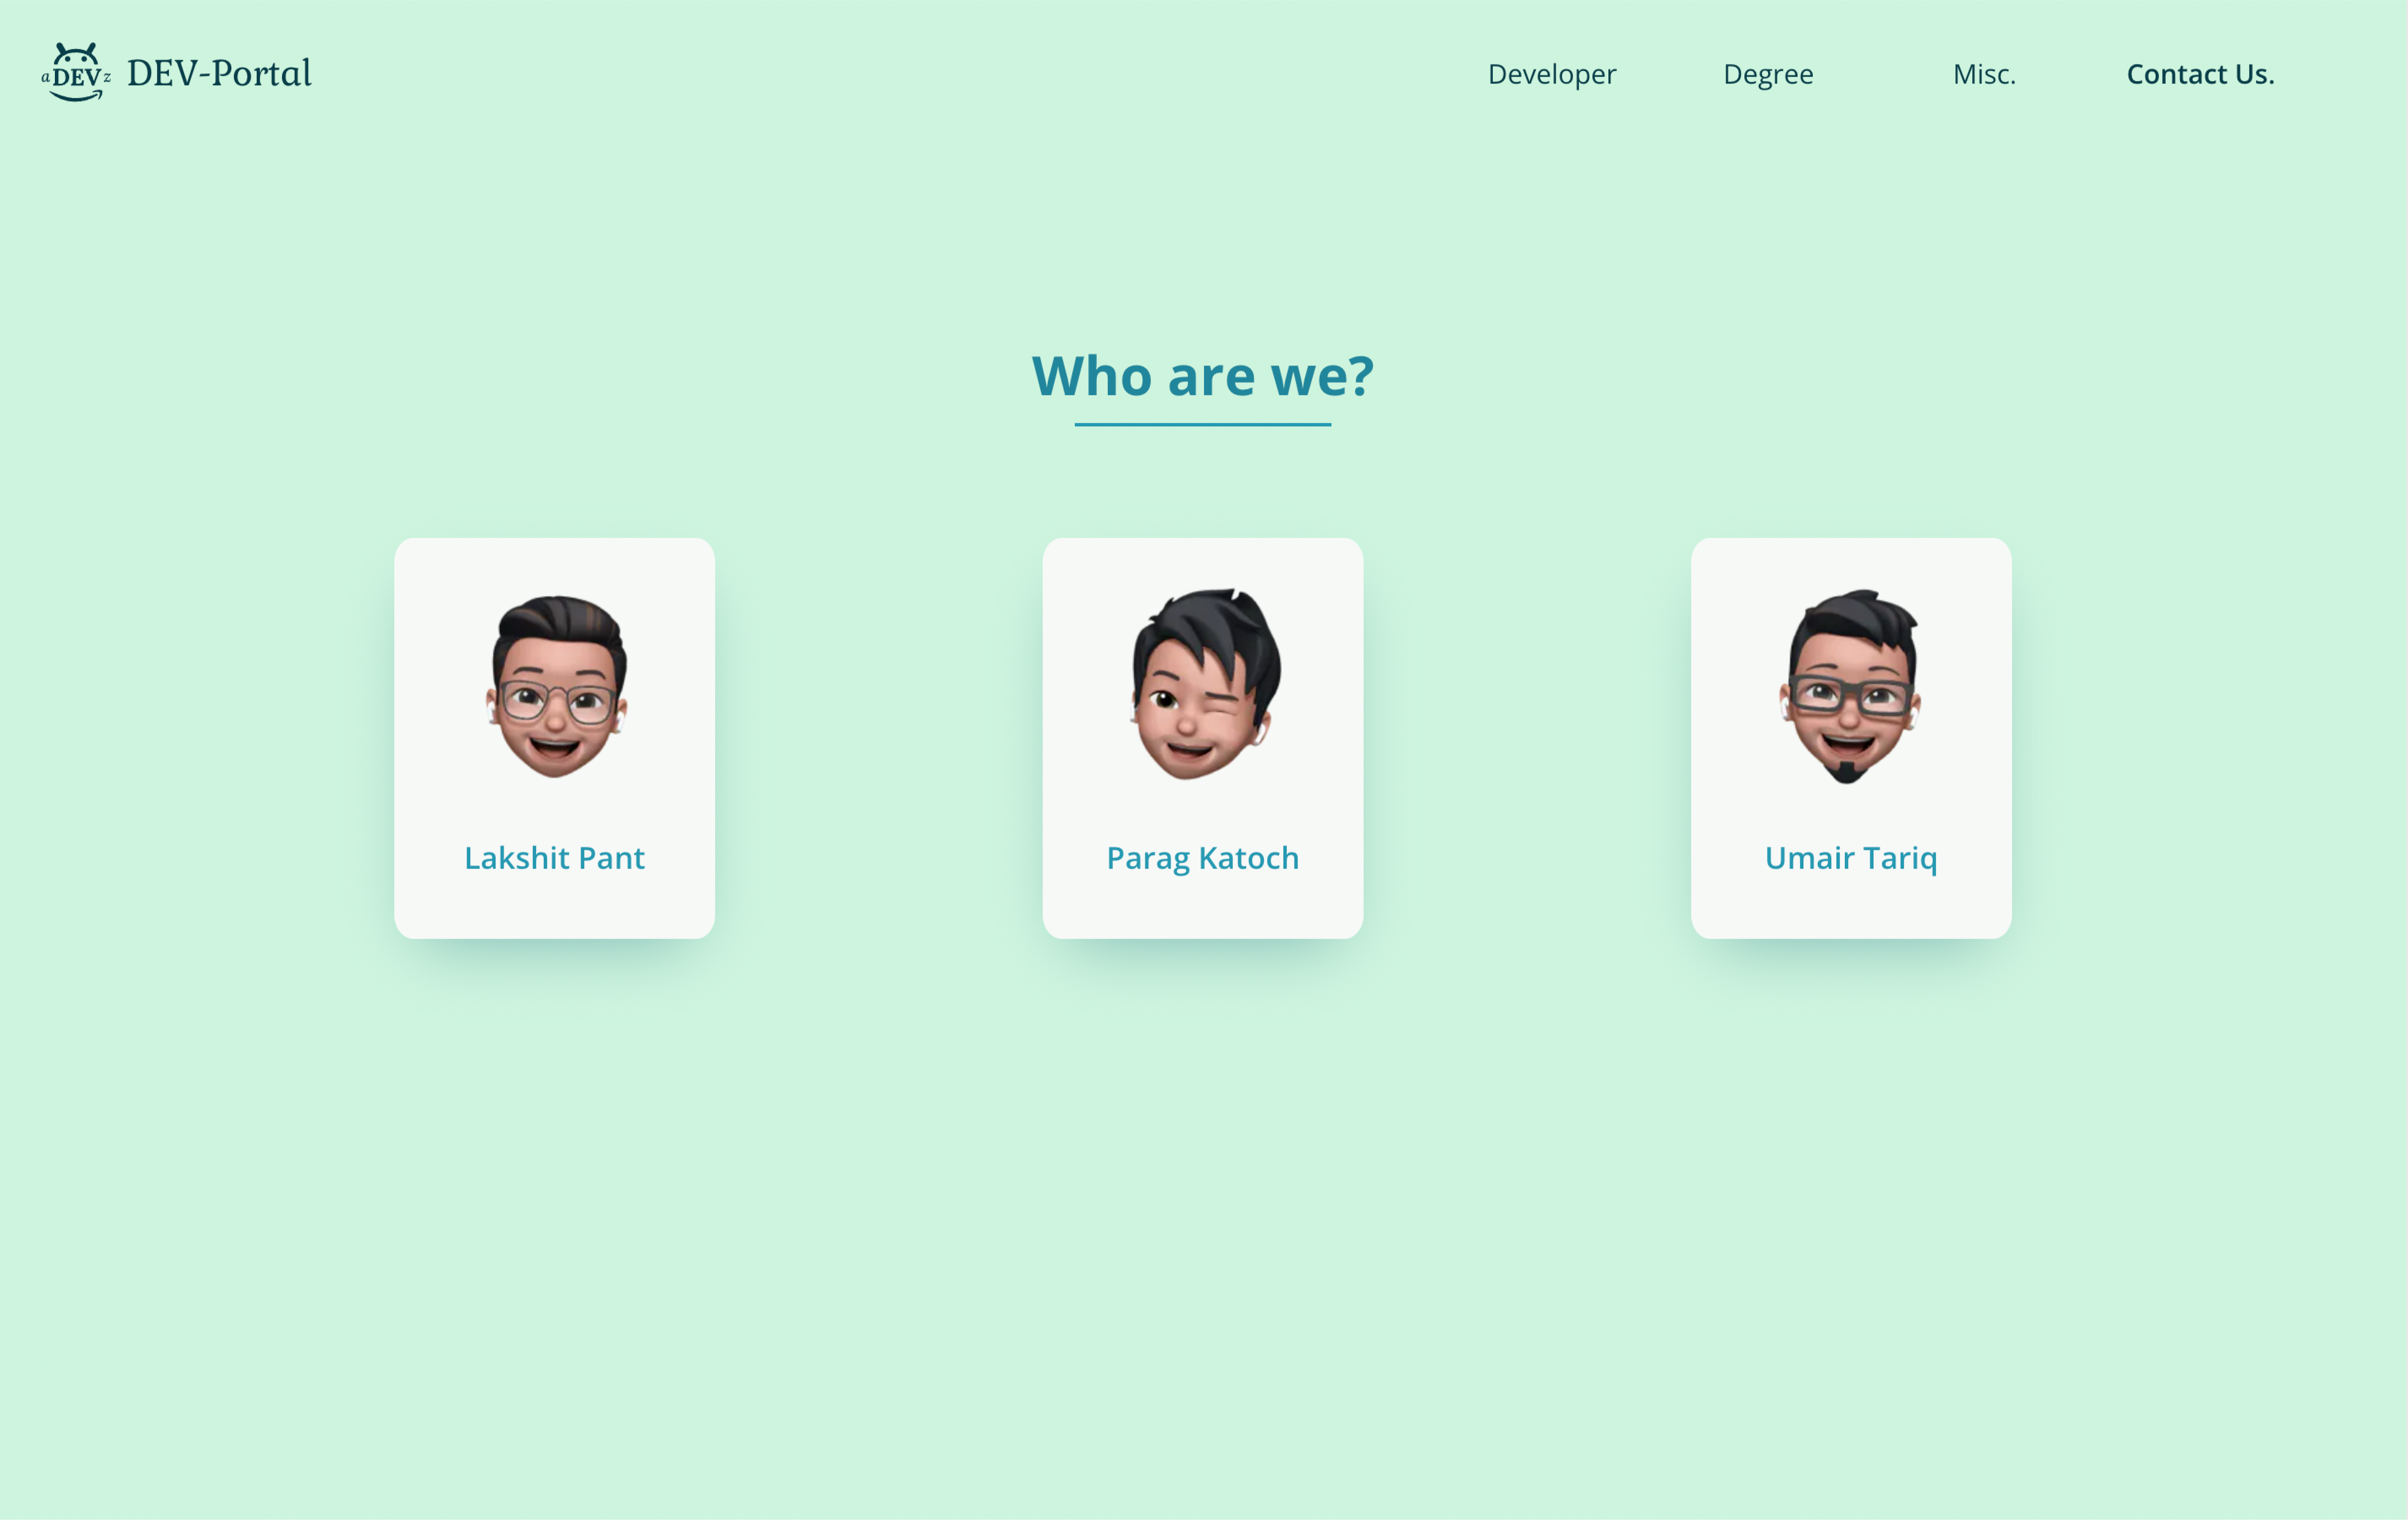 aDEVz DEV-Portal Developer Degree Misc. Contact Us.
Who are we?
Lakshit Pant Parag Katoch Umair Tariq